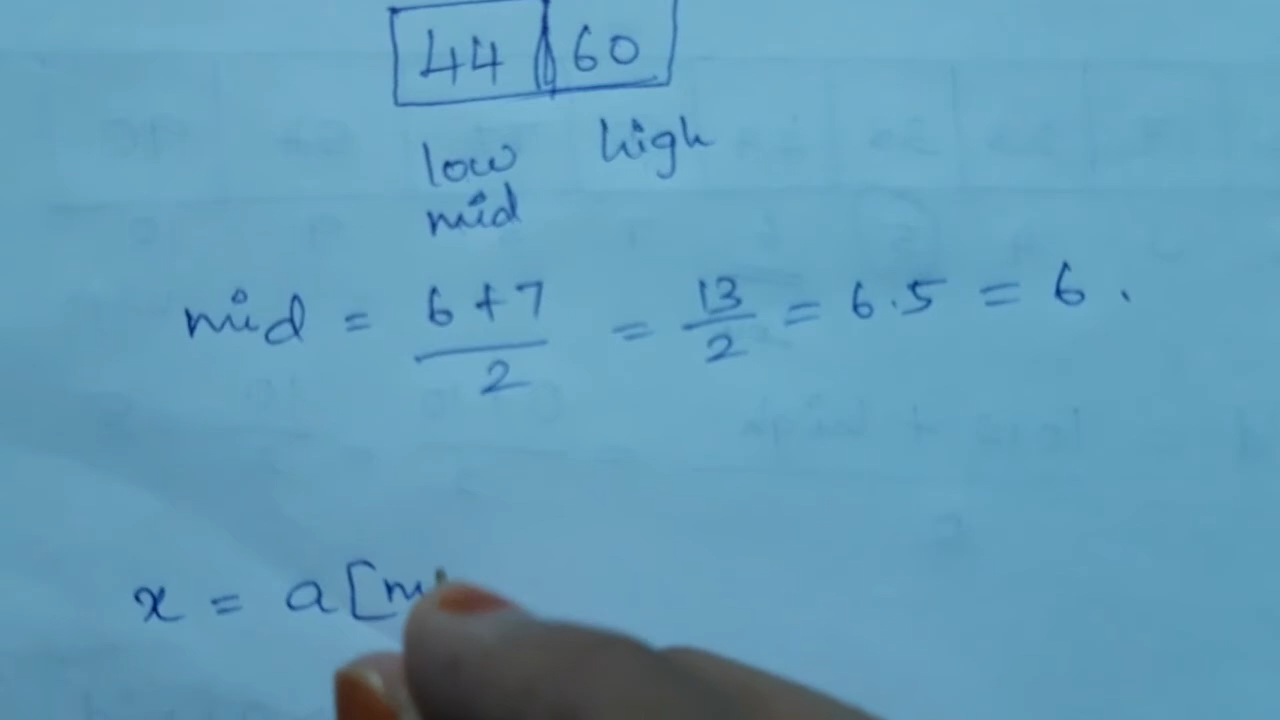 44 60
low high
mid
mid = 6+7 / 2 = 13 / 2 = 6.5 = 6.
x = a[m